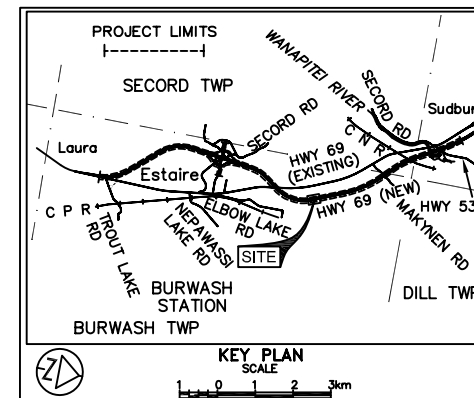 PROJECT LIMITS
SECORD TWP
WANAPITEI RIVER
SECORD RD
Sudbur
Laura
SECORD RD
C N R
Estaire
HWY 69
(EXISTING)
HWY 69 (NEW)
HWY 53
C P R
ELBOW LAKE
RD
MAKYNEN RD
TROUT LAKE
RD
NEPAWASSI
LAKE RD
SITE
BURWASH
STATION
DILL TWP
BURWASH TWP
N
KEY PLAN
SCALE
1 0 1 2 3km